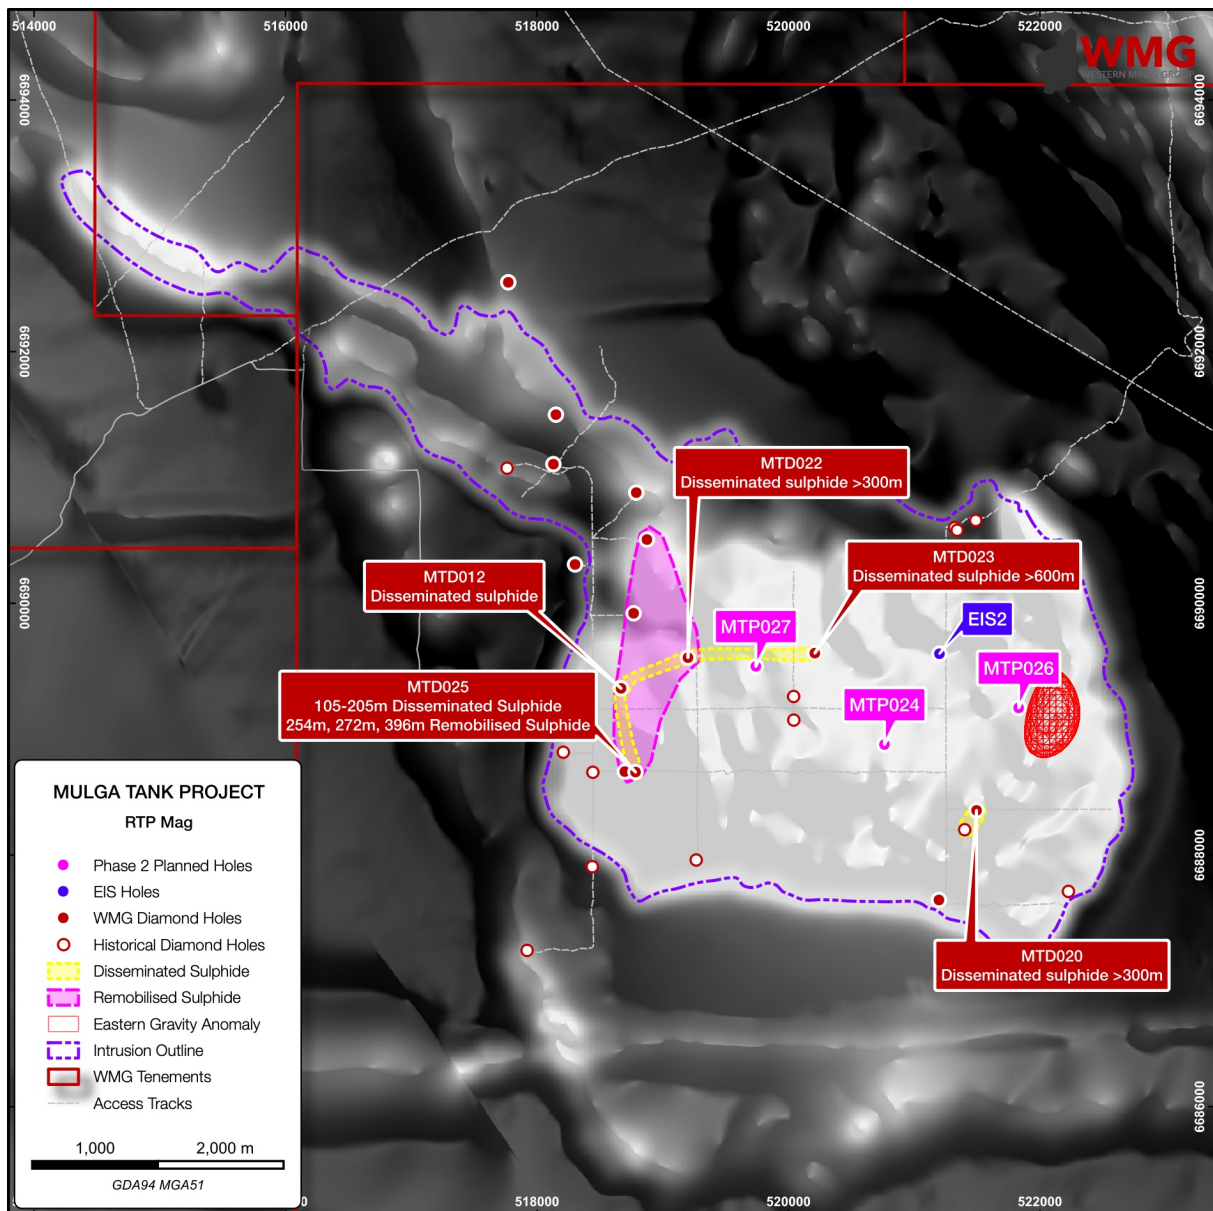 514000
516000
518000
520000
522000
WMG
WESTERN MINES GROUP
6694000
6694000
6692000
6692000
MTD022
Disseminated sulphide >300m
MTD023
Disseminated sulphide >600m
MTD012
Disseminated sulphide
6690000
6690000
MTP027
EIS2
MTP026
MTP024
MTD025
105-205m Disseminated Sulphide
254m, 272m, 396m Remobilised Sulphide
6688000
MTD020
Disseminated sulphide >300m
6686000
MULGA TANK PROJECT
RTP Mag
Phase 2 Planned Holes
EIS Holes
WMG Diamond Holes
Historical Diamond Holes
Disseminated Sulphide
Remobilised Sulphide
Eastern Gravity Anomaly
Intrusion Outline
WMG Tenements
Access Tracks
1,000
2,000 m
GDA94 MGA51
518000
520000
522000